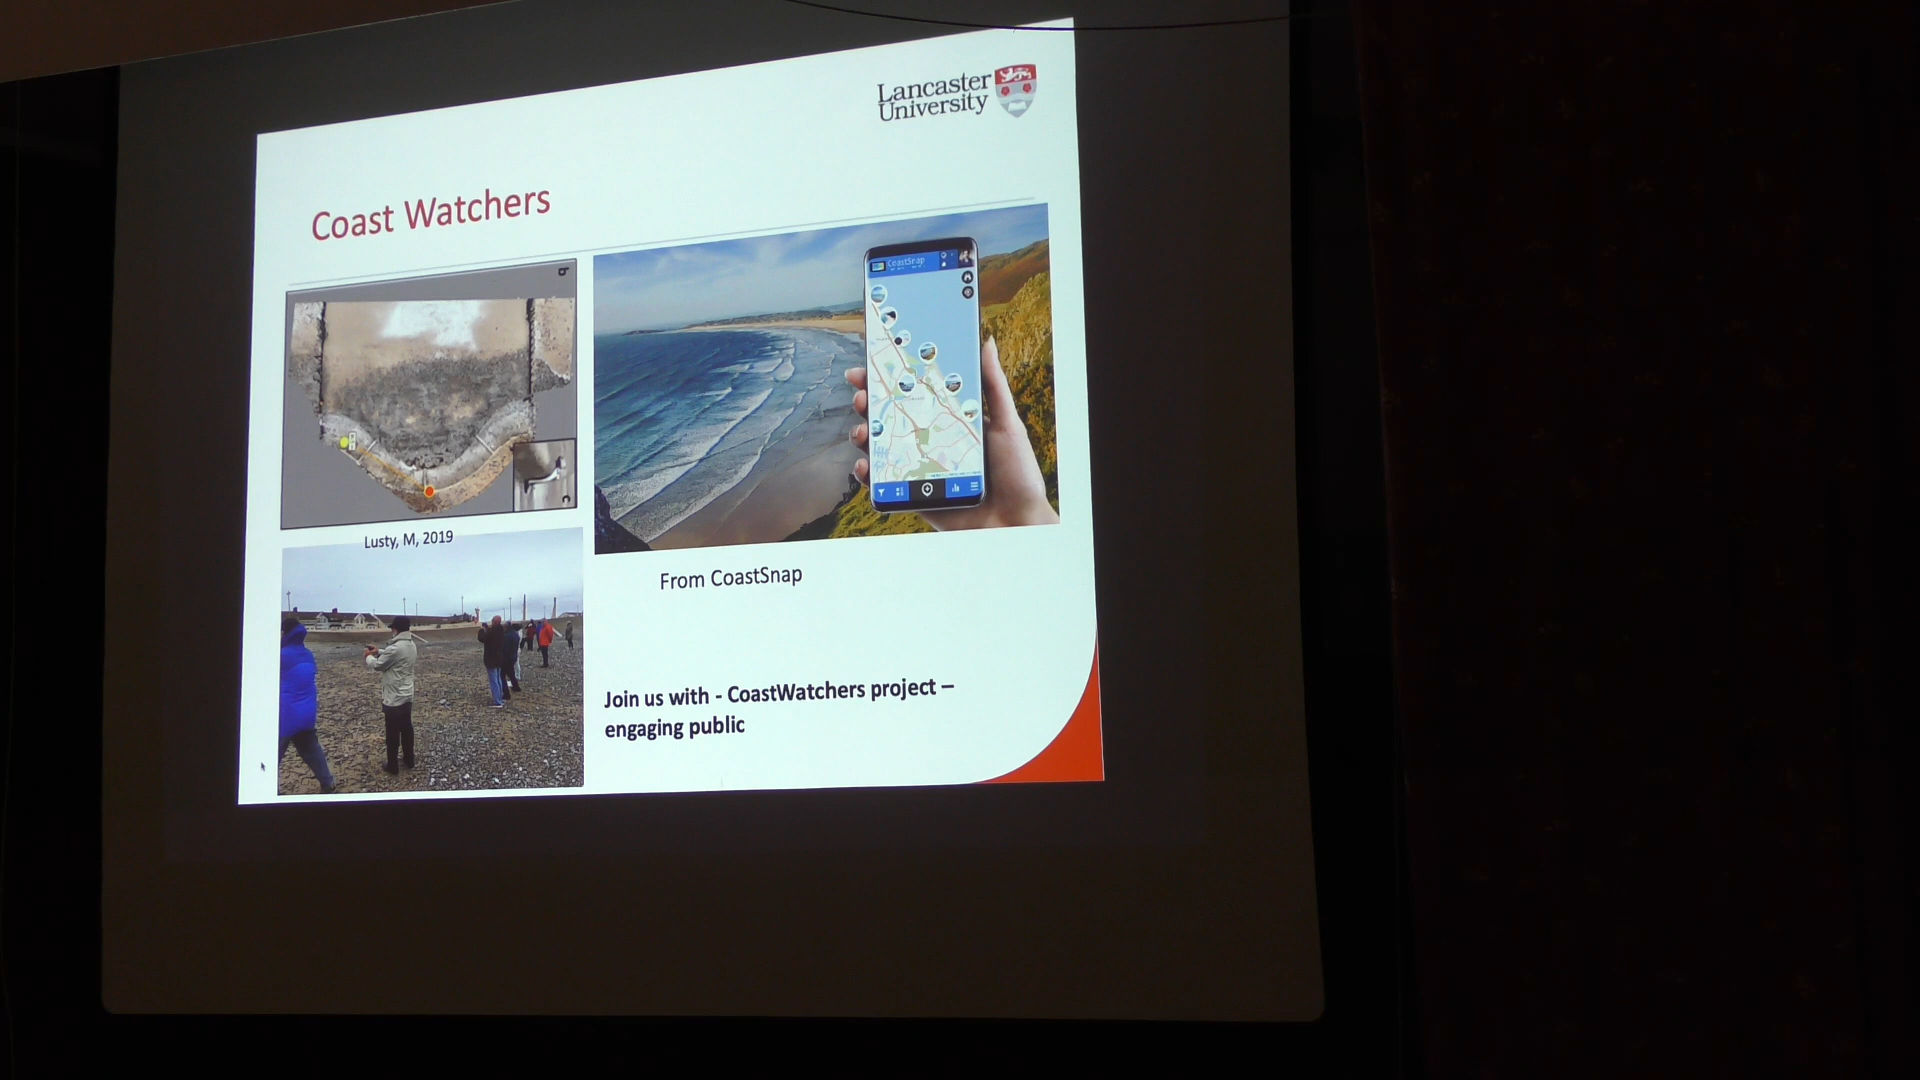 Lancaster
University
Coast Watchers
b
CoastSnap
c
Lusty, M, 2019
From CoastSnap
Join us with - CoastWatchers project –
engaging public